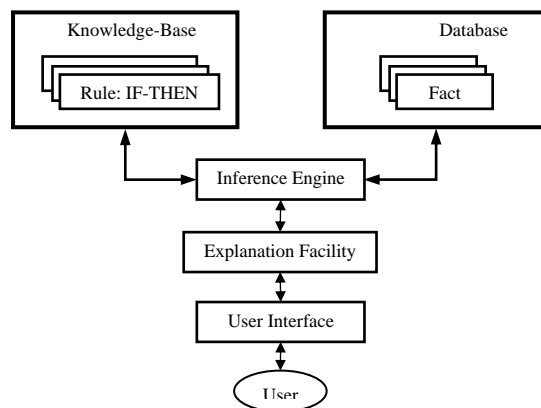 Knowledge-Base
Database
Rule: IF-THEN
Fact
Inference Engine
Explanation Facility
User Interface
User